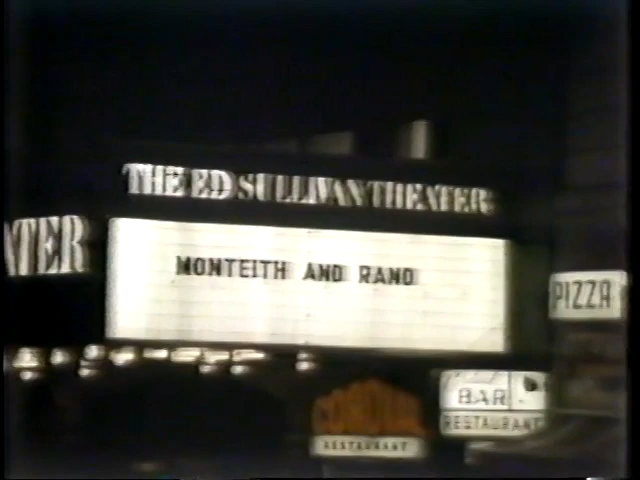 THE ED SULLIVAN THEATER
ATER
MONTEITH AND RAND
PIZZA
BAR
RESTAURANT
RESTAURANT